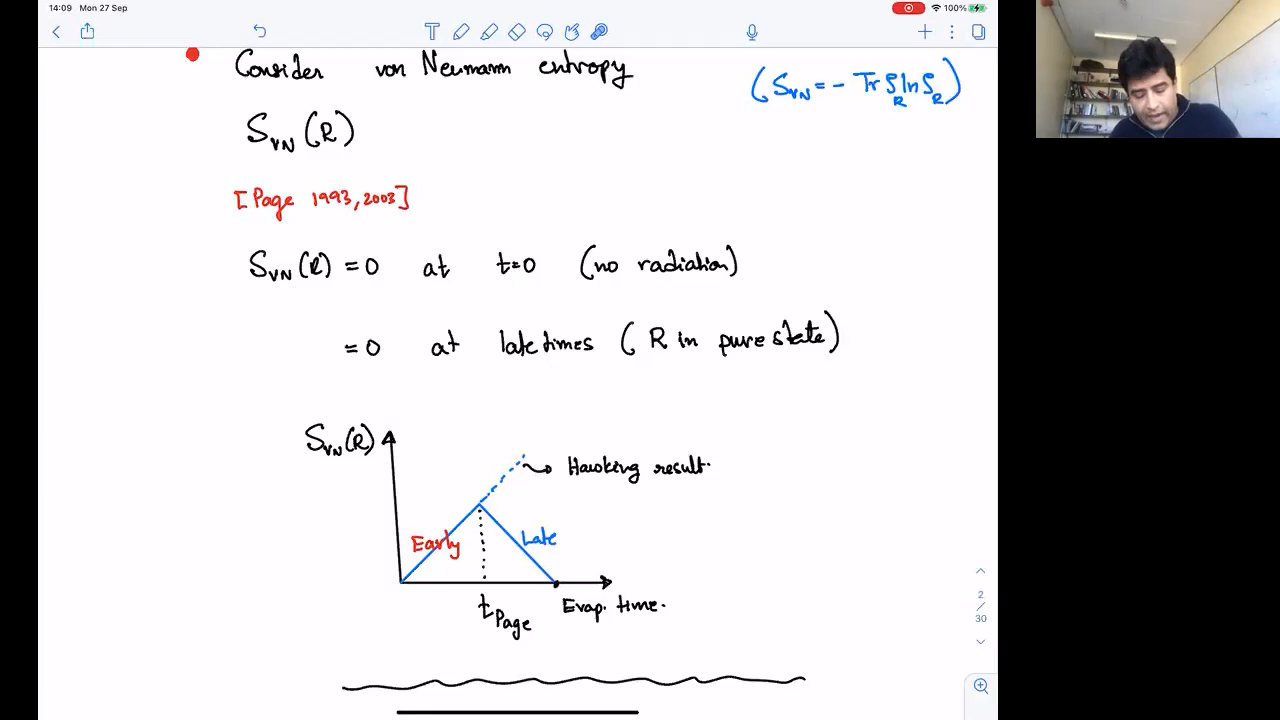 14:09 Mon 27 Sep
100%
Consider von Neumann entropy
(S_VN = - Tr ρ_R ln ρ_R)
S_VN (R)
[Page 1993, 2003]
S_VN (R) = 0 at t=0 (no radiation)
= 0 at late times (R in pure state)
S_VN (R)
Hawking result.
Early
Late
t_Page
Evap. time.
2
/
30